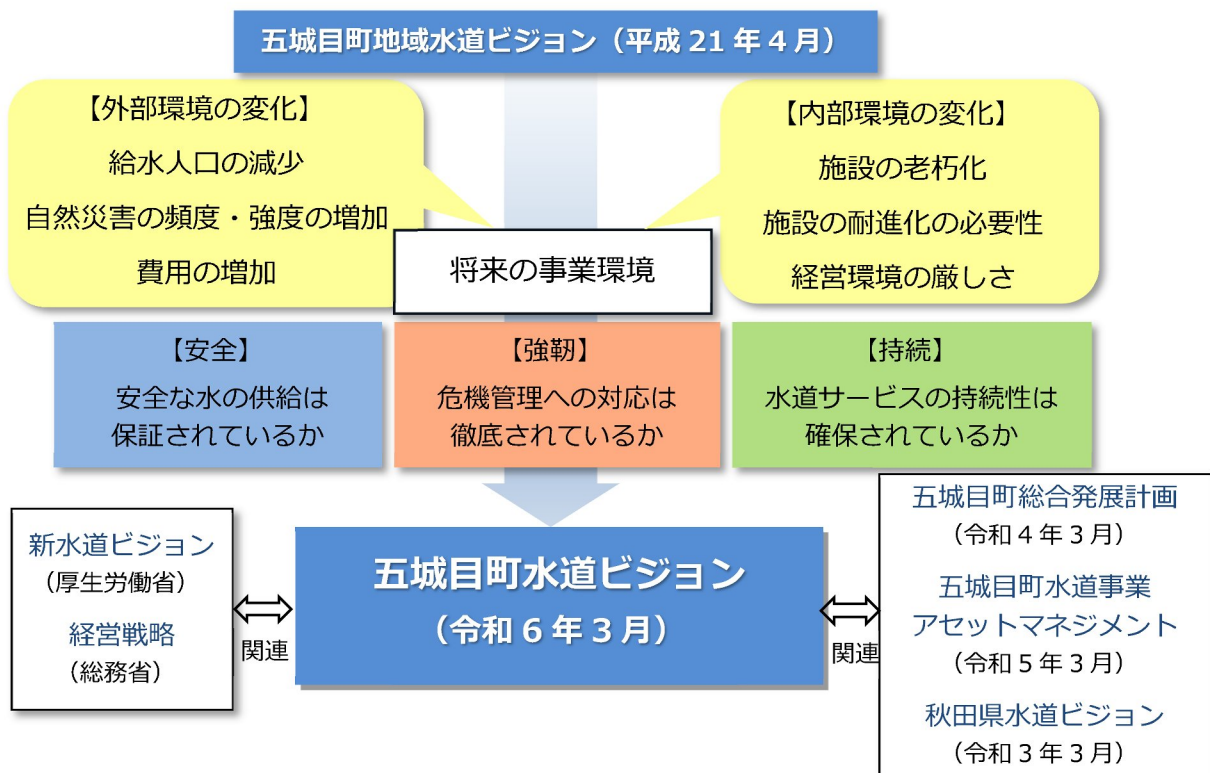 五城目町地域水道ビジョン（平成 21 年 4 月）
【外部環境の変化】
給水人口の減少
自然災害の頻度・強度の増加
費用の増加
【内部環境の変化】
施設の老朽化
施設の耐進化の必要性
経営環境の厳しさ
将来の事業環境
【安全】
安全な水の供給は
保証されているか
【強靭】
危機管理への対応は
徹底されているか
【持続】
水道サービスの持続性は
確保されているか
新水道ビジョン
（厚生労働省）
経営戦略
（総務省）
関連
五城目町水道ビジョン
（令和 6 年 3 月）
関連
五城目町総合発展計画
（令和 4 年 3 月）
五城目町水道事業
アセットマネジメント
（令和 5 年 3 月）
秋田県水道ビジョン
（令和 3 年 3 月）